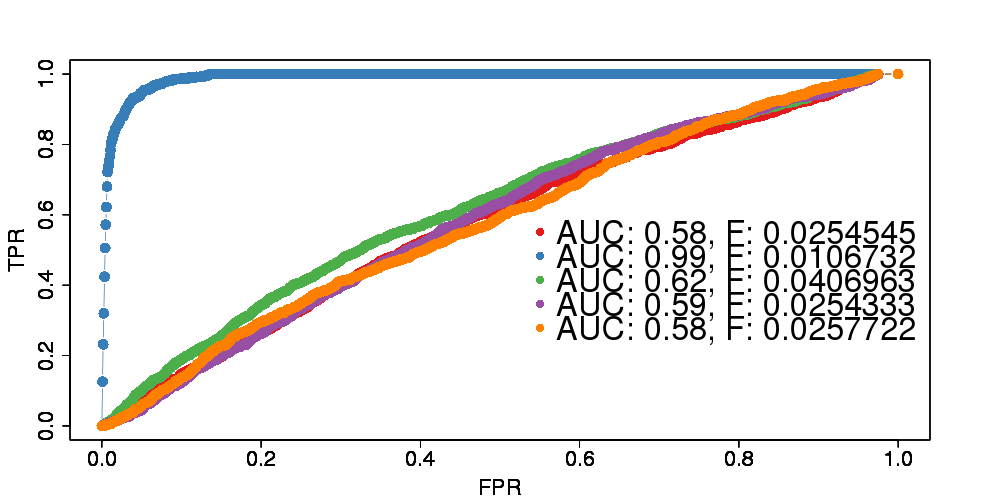 1.0
0.8
0.6
0.4
0.2
0.0
TPR
AUC: 0.58, F: 0.0254545
AUC: 0.99, F: 0.0106732
AUC: 0.62, F: 0.0406963
AUC: 0.59, F: 0.0254333
AUC: 0.58, F: 0.0257722
0.0 0.2 0.4 0.6 0.8 1.0
FPR